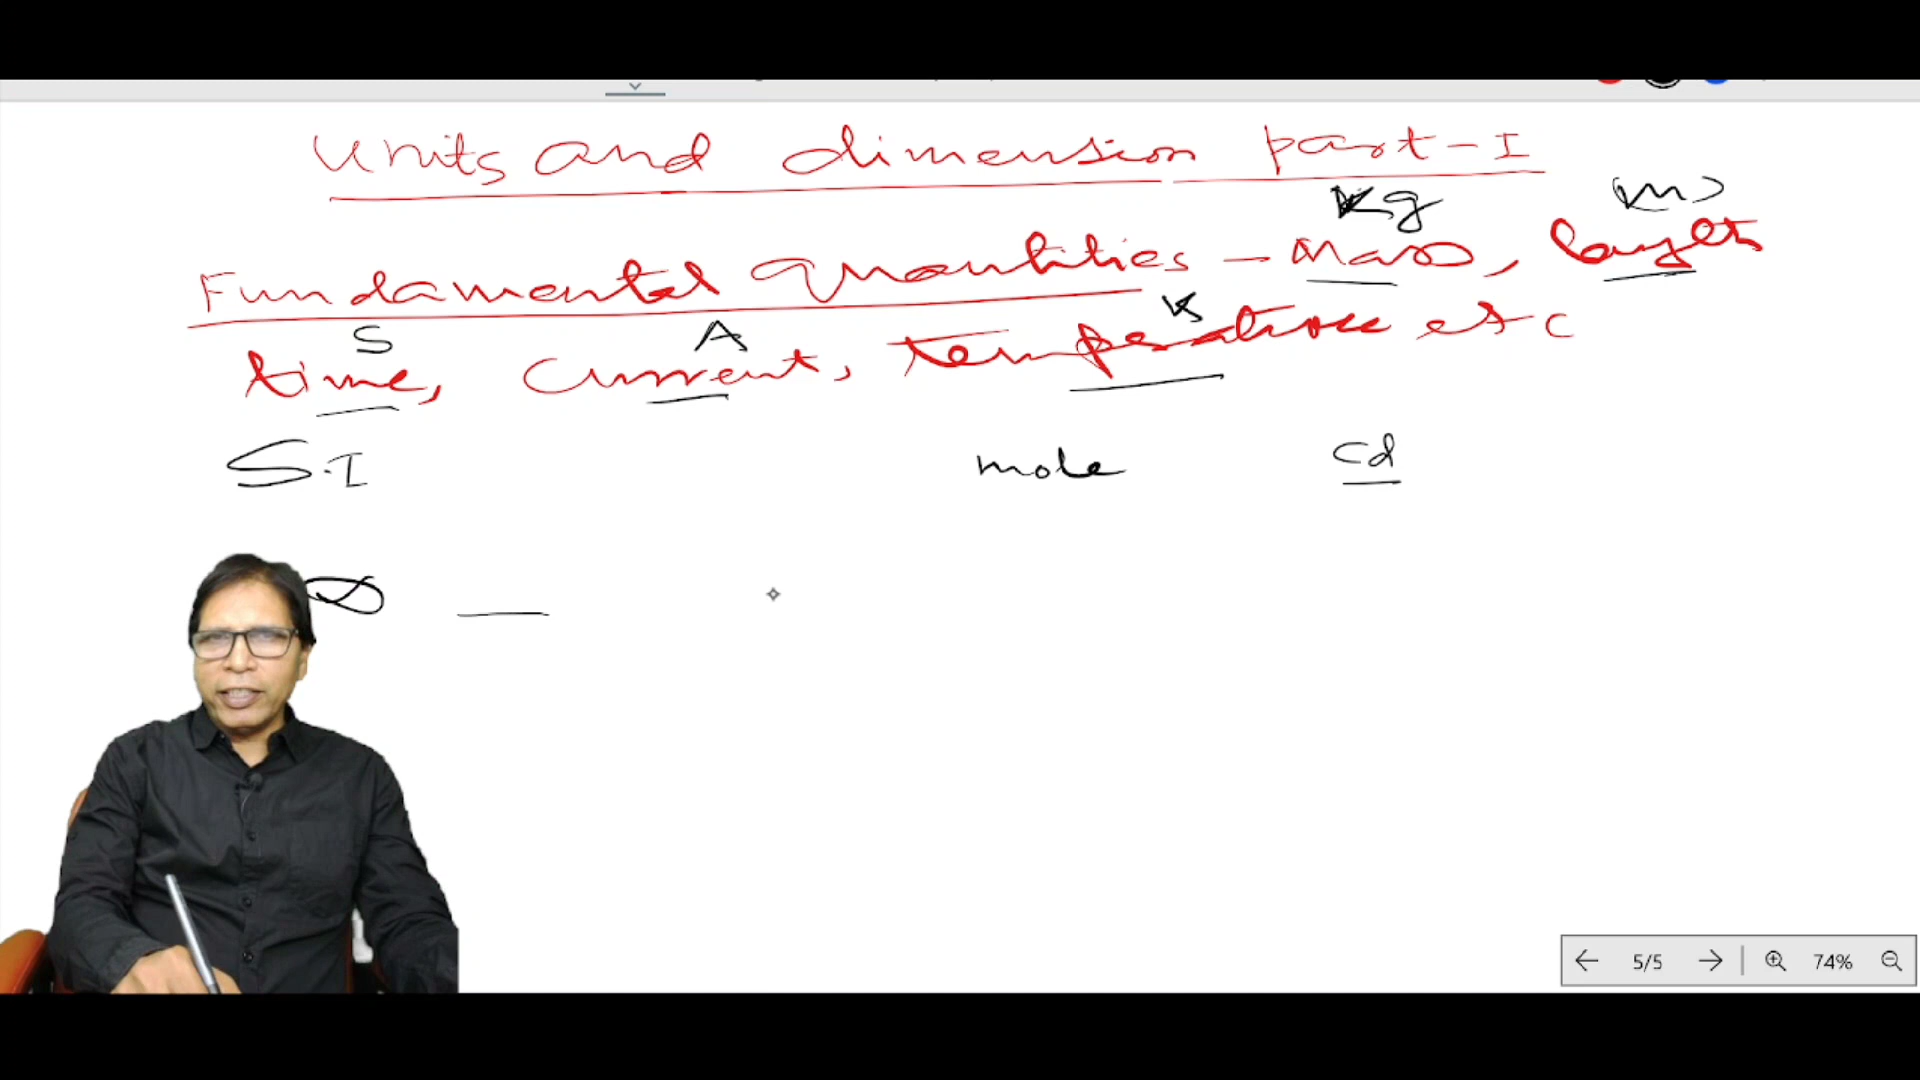 Units and dimension part-I
Kg (m)
Fundamental Quantities - Mass, length
S A K
time, Current, temperature etc
S.I mole Cd
5/5 74%